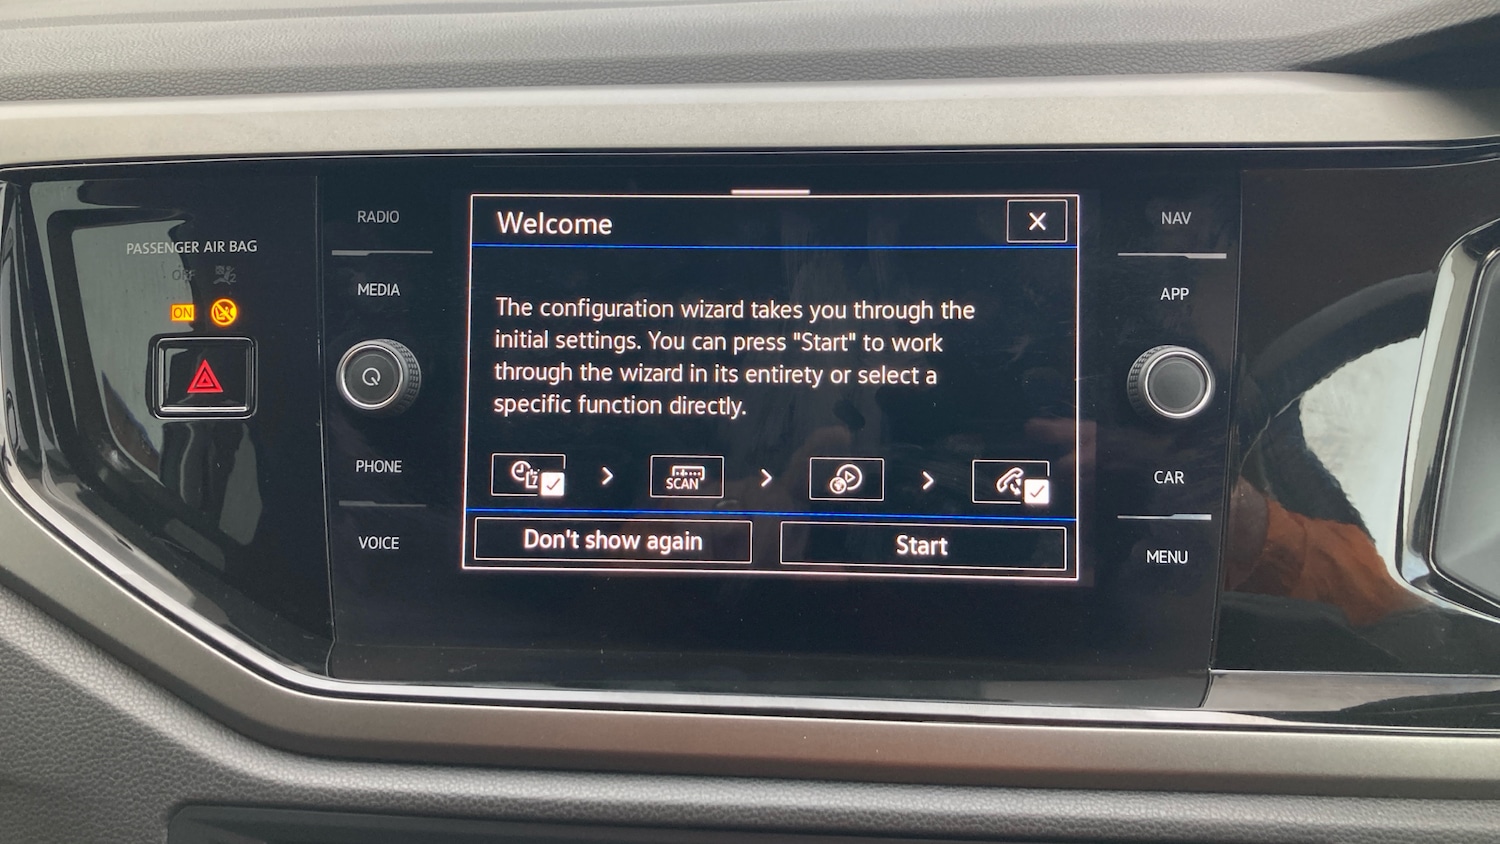 PASSENGER AIR BAG
OFF
ON
RADIO
MEDIA
PHONE
VOICE
Welcome
X
The configuration wizard takes you through the
initial settings. You can press "Start" to work
through the wizard in its entirety or select a
specific function directly.
7
SCAN
Don't show again
Start
NAV
APP
CAR
MENU